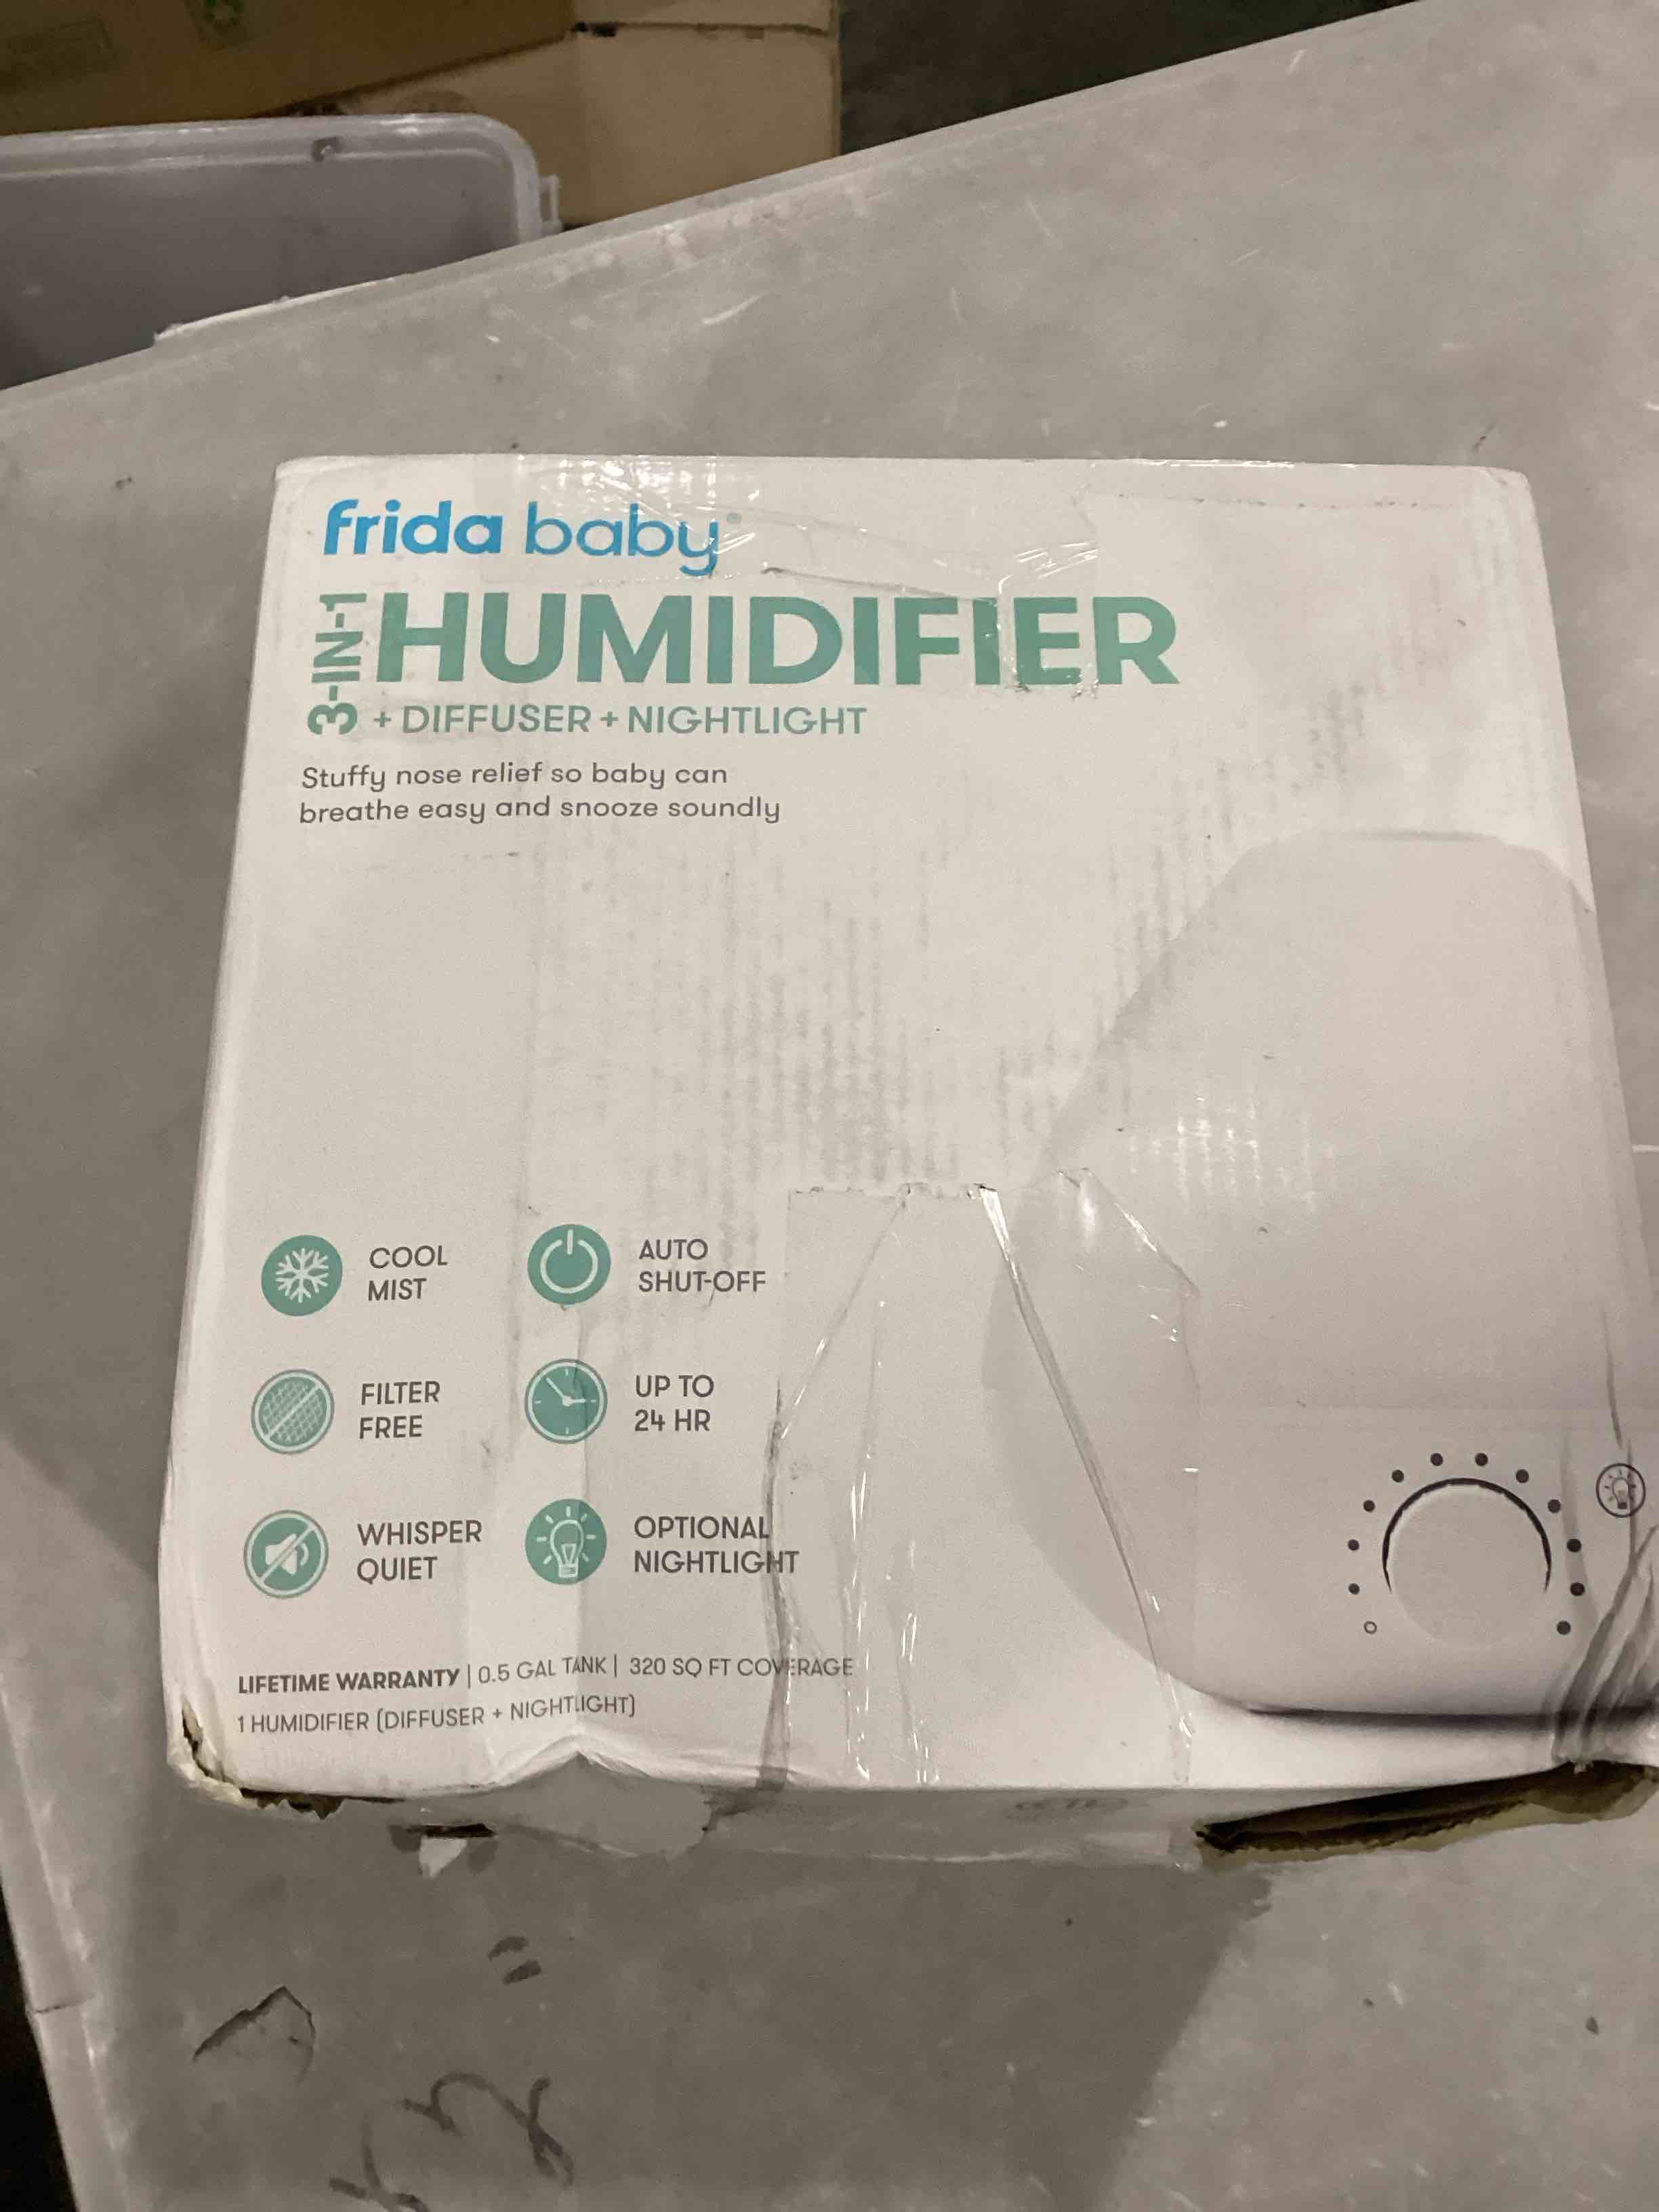 frida baby
3-IN-1 HUMIDIFIER
+ DIFFUSER + NIGHTLIGHT
Stuffy nose relief so baby can
breathe easy and snooze soundly
COOL
MIST
AUTO
SHUT-OFF
FILTER
FREE
UP TO
24 HR
WHISPER
QUIET
OPTIONAL
NIGHTLIGHT
LIFETIME WARRANTY | 0.5 GAL TANK | 320 SQ FT COVERAGE
1 HUMIDIFIER (DIFFUSER + NIGHTLIGHT)